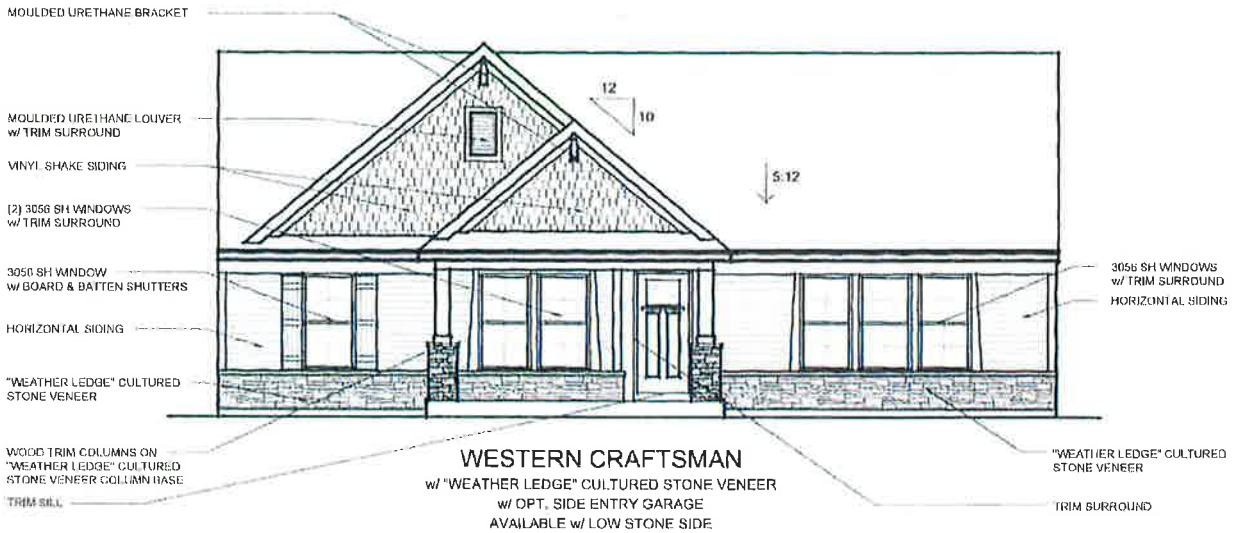 MOULDED URETHANE BRACKET
MOULDED URETHANE LOUVER
w/ TRIM SURROUND
VINYL SHAKE SIDING
(2) 3056 SH WINDOWS
w/ TRIM SURROUND
3056 SH WINDOW
w/ BOARD & BATTEN SHUTTERS
HORIZONTAL SIDING
"WEATHER LEDGE" CULTURED
STONE VENEER
WOOD TRIM COLUMNS ON
"WEATHER LEDGE" CULTURED
STONE VENEER COLUMN BASE
TRIM SILL
12
10
5:12
3056 SH WINDOWS
w/ TRIM SURROUND
HORIZONTAL SIDING
"WEATHER LEDGE" CULTURED
STONE VENEER
TRIM SURROUND
WESTERN CRAFTSMAN
w/ "WEATHER LEDGE" CULTURED STONE VENEER
w/ OPT. SIDE ENTRY GARAGE
AVAILABLE w/ LOW STONE SIDE